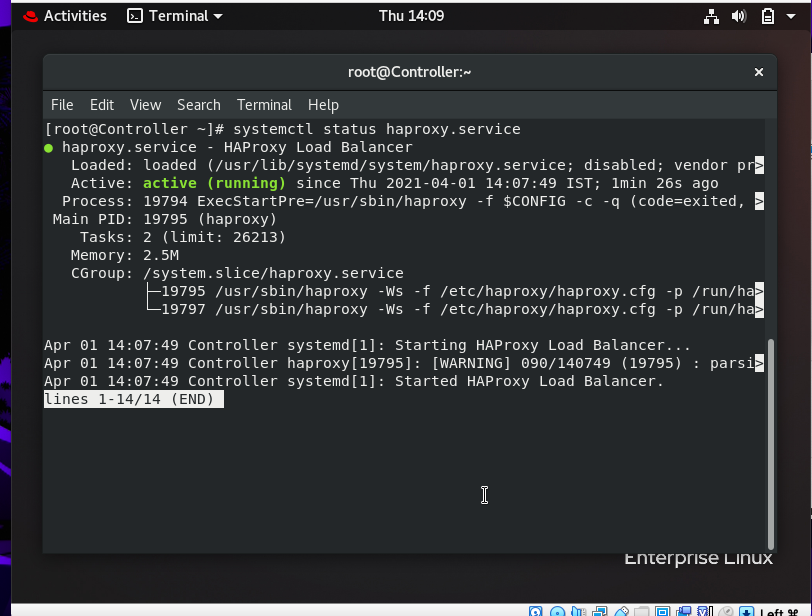 Activities Terminal Thu 14:09
root@Controller:~
File Edit View Search Terminal Help
[root@Controller ~]# systemctl status haproxy.service
● haproxy.service - HAProxy Load Balancer
   Loaded: loaded (/usr/lib/systemd/system/haproxy.service; disabled; vendor pr>
   Active: active (running) since Thu 2021-04-01 14:07:49 IST; 1min 26s ago
  Process: 19794 ExecStartPre=/usr/sbin/haproxy -f $CONFIG -c -q (code=exited, >
 Main PID: 19795 (haproxy)
    Tasks: 2 (limit: 26213)
   Memory: 2.5M
   CGroup: /system.slice/haproxy.service
           ├─19795 /usr/sbin/haproxy -Ws -f /etc/haproxy/haproxy.cfg -p /run/ha>
           └─19797 /usr/sbin/haproxy -Ws -f /etc/haproxy/haproxy.cfg -p /run/ha>
Apr 01 14:07:49 Controller systemd[1]: Starting HAProxy Load Balancer...
Apr 01 14:07:49 Controller haproxy[19795]: [WARNING] 090/140749 (19795) : parsi>
Apr 01 14:07:49 Controller systemd[1]: Started HAProxy Load Balancer.
lines 1-14/14 (END)
Enterprise Linux
Left ⌘